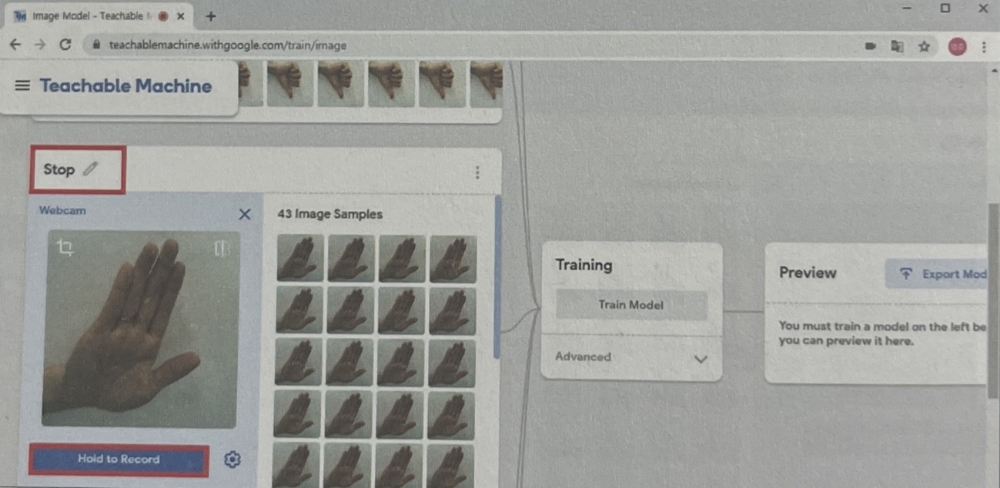 Image Model - Teachable
teachablemachine.withgoogle.com/train/image
Teachable Machine
Stop
Webcam
43 Image Samples
Hold to Record
Training
Train Model
Advanced
Preview
Export Mod
You must train a model on the left be
you can preview it here.